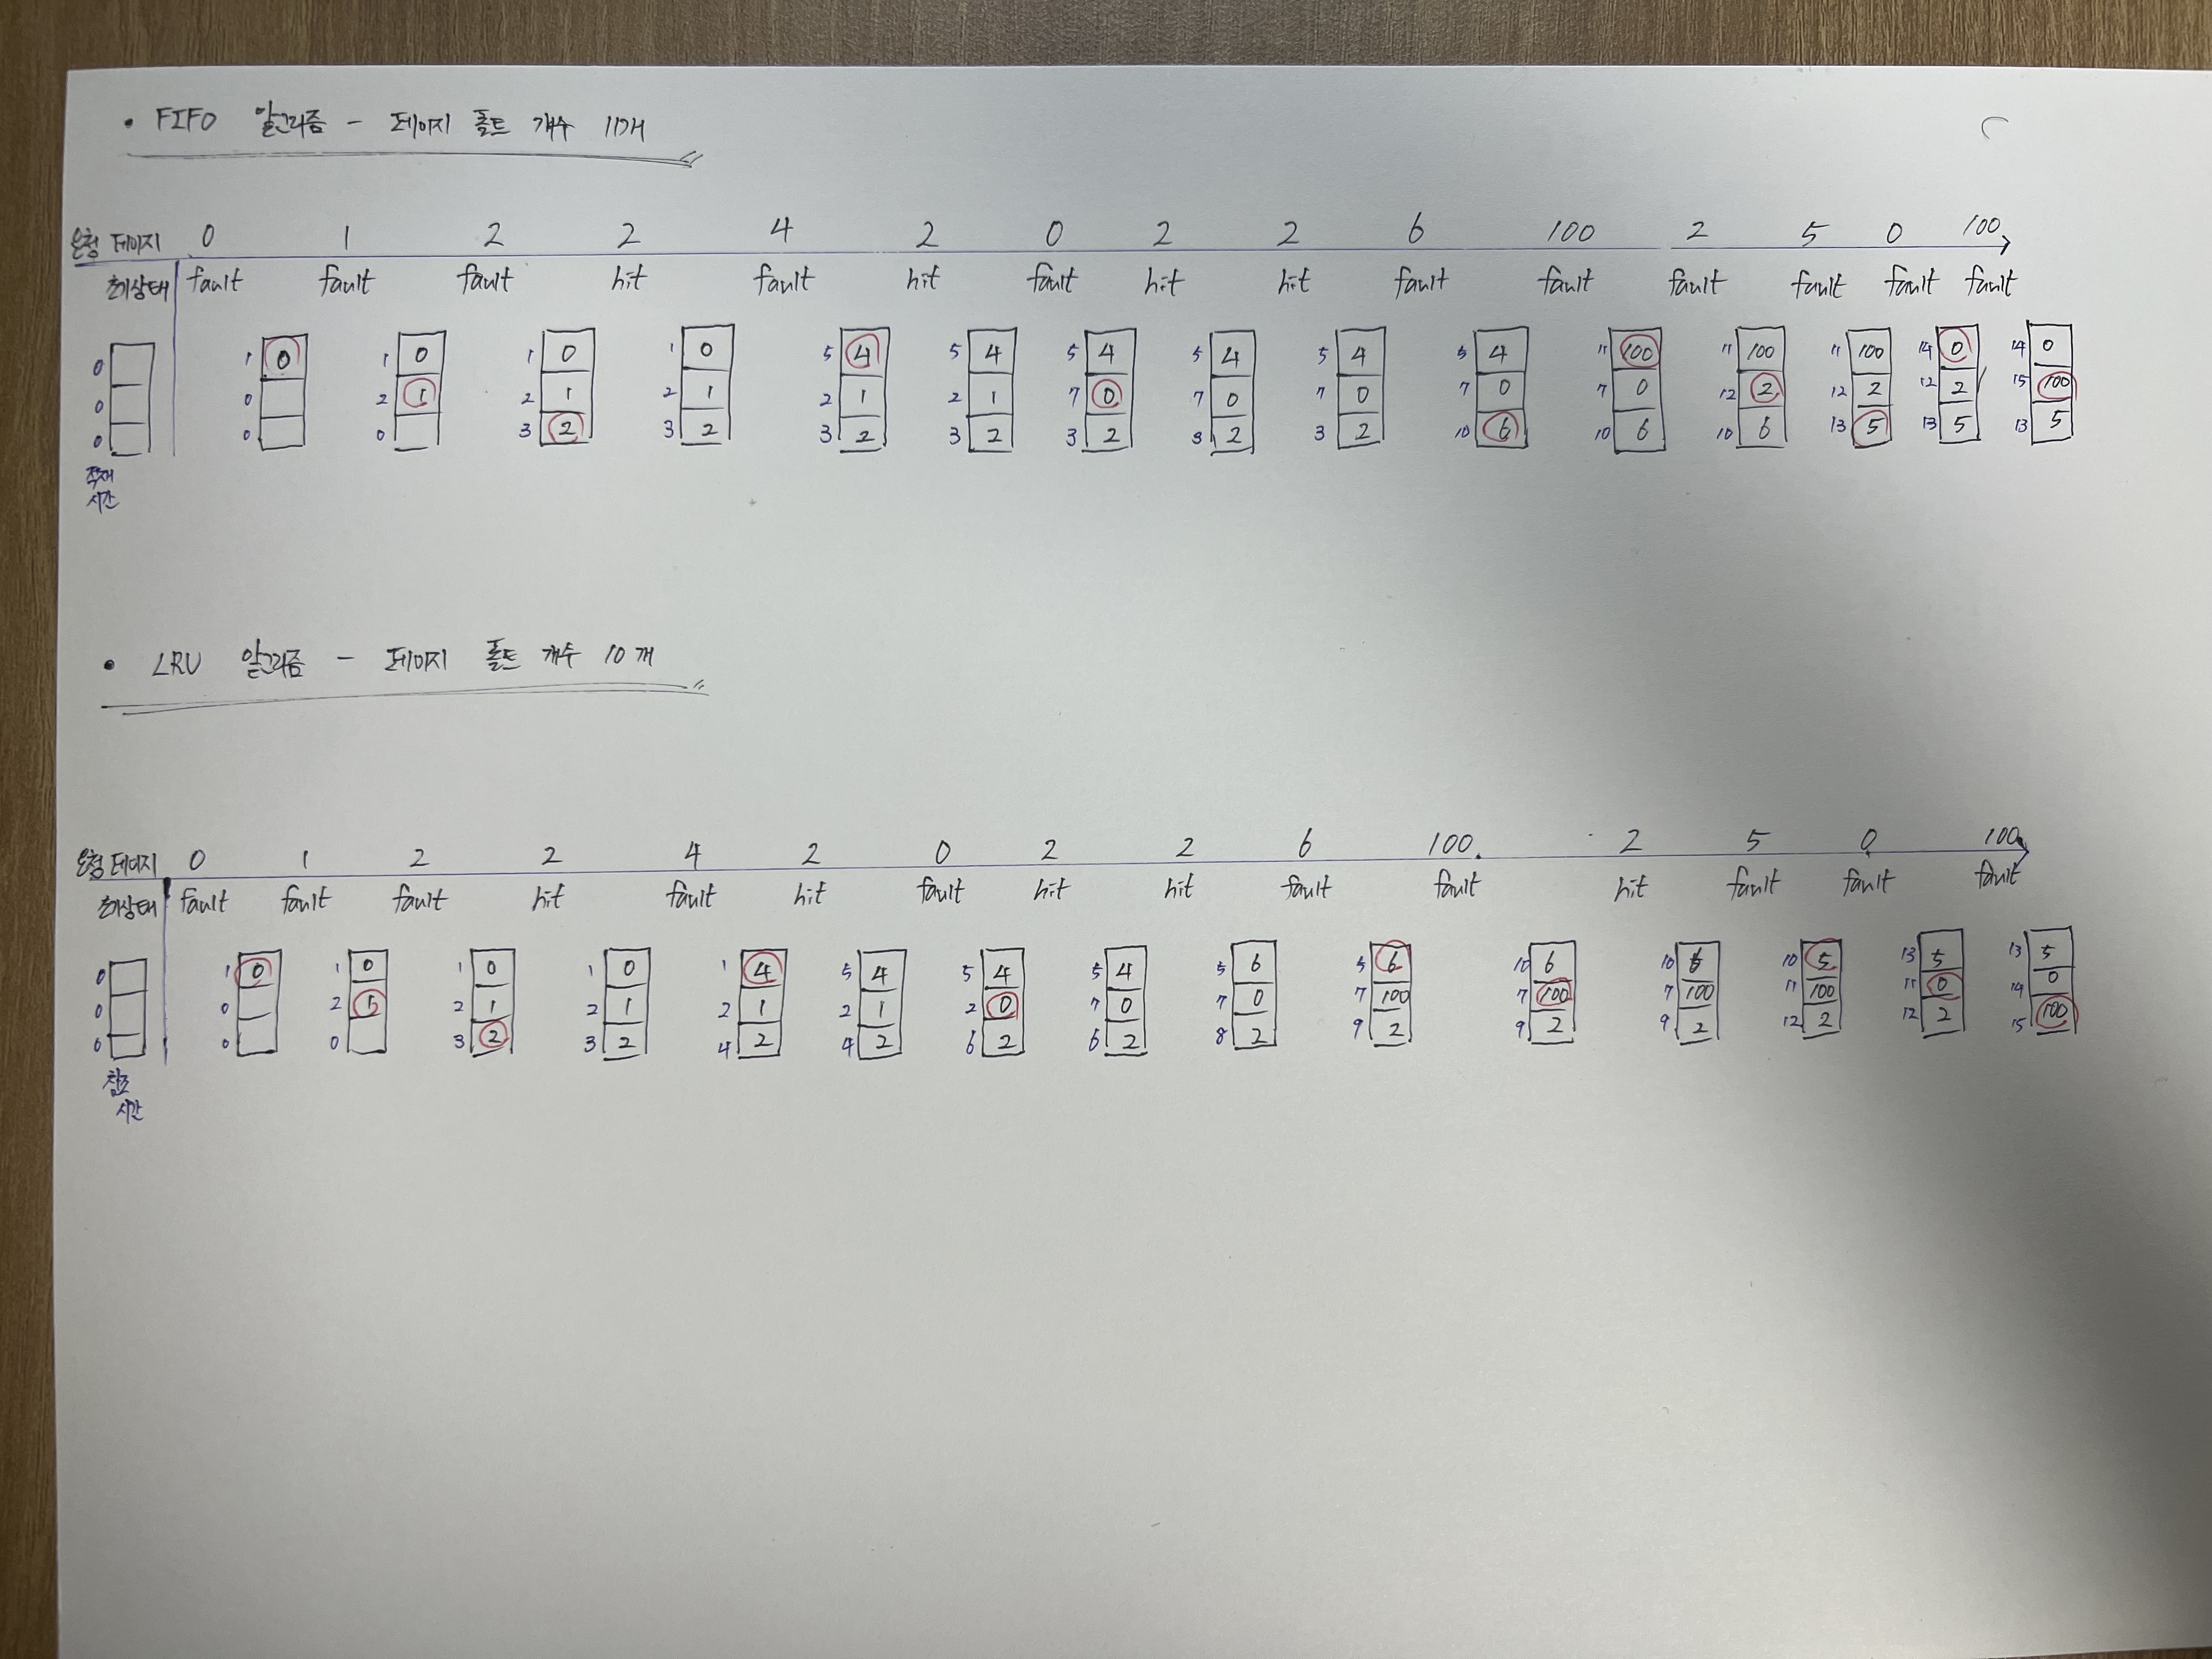 • FIFO 알고리즘 - 페이지 폴트 개수 11개
요청 페이지 0 1 2 2 4 2 0 2 2 6 100 2 5 0 100
fault fault fault hit fault hit fault hit hit fault fault fault fault fault fault
0 1 0 1 0 1 0 1 0 5 4 5 4 5 4 5 4 5 4 5 4 11 100 11 100 11 100 14 0 14 0
0 0 2 1 2 1 2 1 2 1 2 1 7 0 7 0 7 0 7 0 7 0 12 2 12 2 12 2 15 100
0 0 0 3 2 3 2 3 2 3 2 3 2 3 2 3 2 10 6 10 6 10 6 13 5 13 5 13 5
적재
시간
• LRU 알고리즘 - 페이지 폴트 개수 10개
요청 페이지 0 1 2 2 4 2 0 2 2 6 100 2 5 0 100
fault fault fault hit fault hit fault hit hit fault fault hit fault fault fault
0 1 0 1 0 1 0 1 0 1 4 5 4 5 4 5 4 5 6 5 6 10 6 10 6 10 5 13 5 13 5
0 0 2 1 2 1 2 1 2 1 2 1 2 0 7 0 7 0 7 100 7 100 7 100 11 100 11 0 14 0
0 0 0 3 2 3 2 4 2 4 2 6 2 6 2 8 2 9 2 9 2 9 2 12 2 12 2 15 100
참조
시간